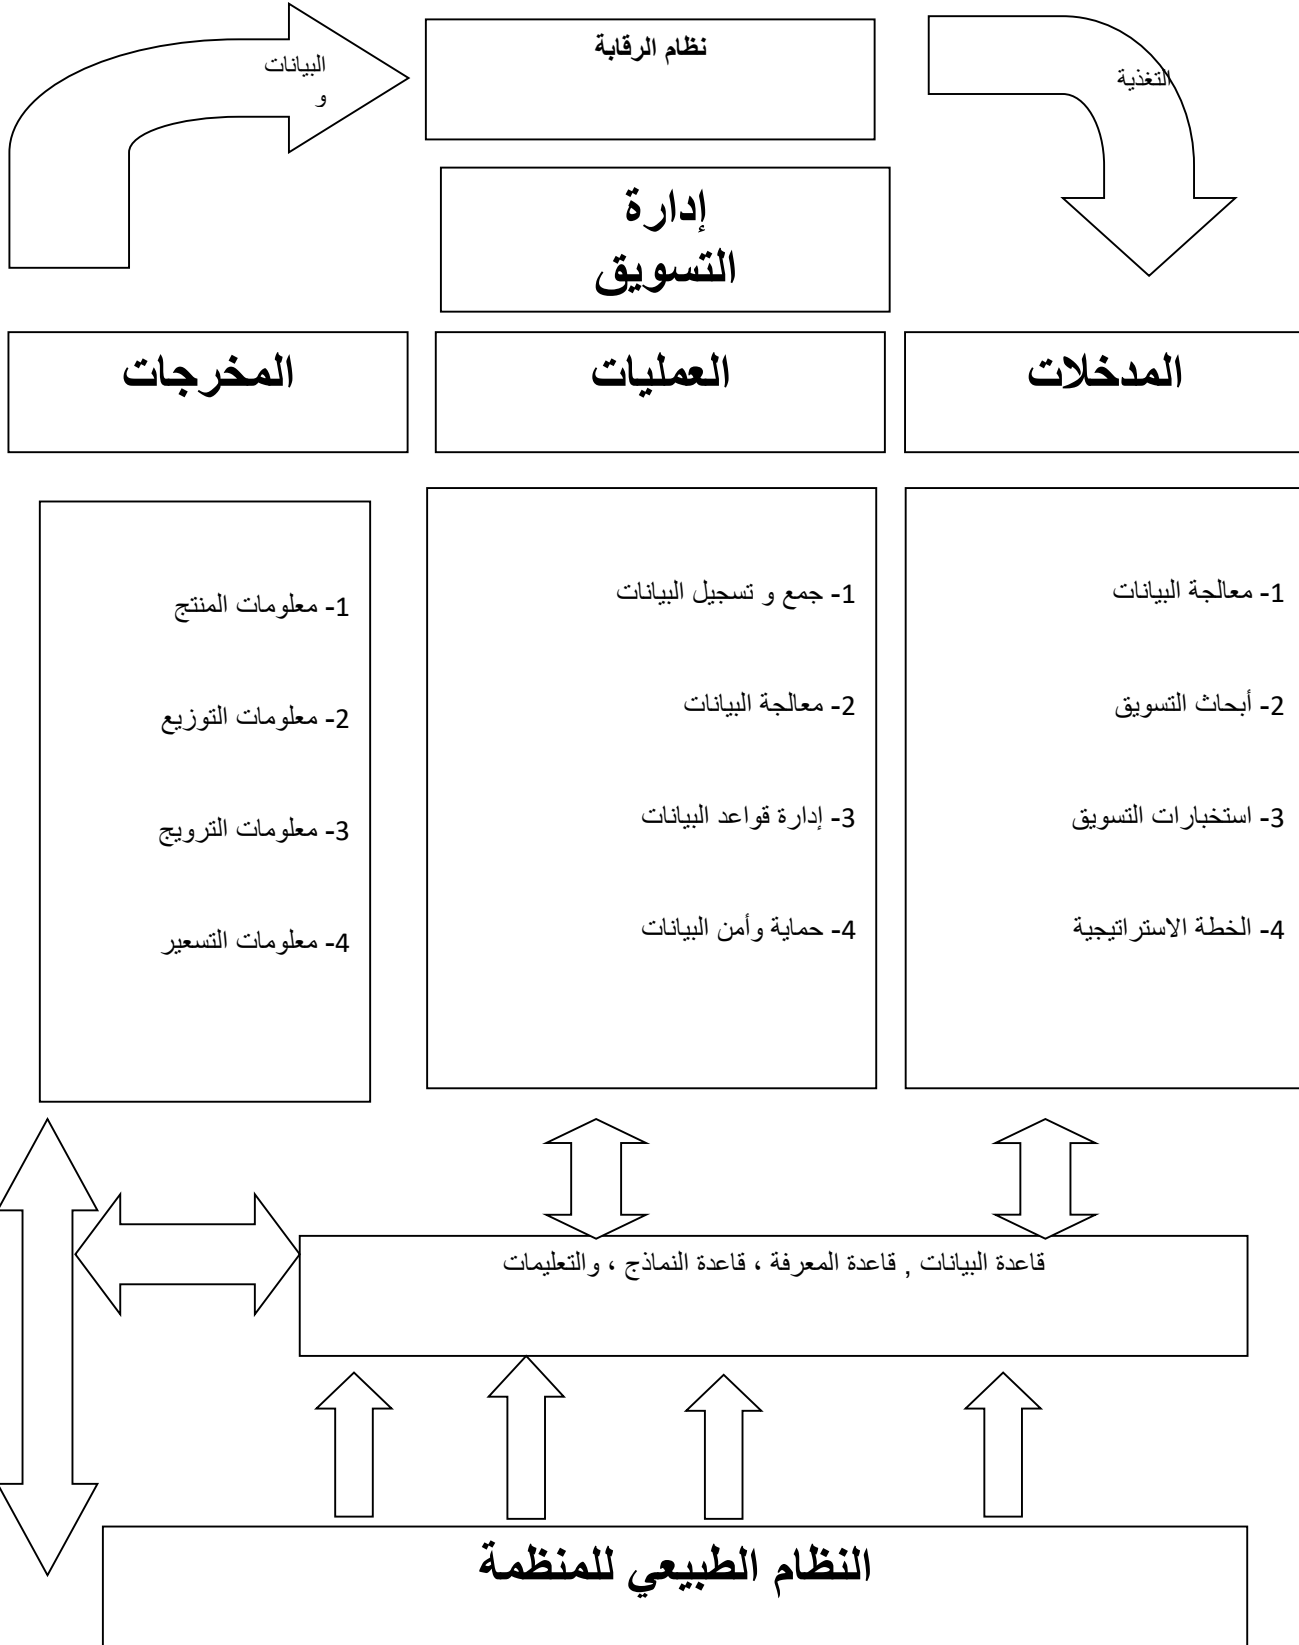 نظام الرقابة
التغذية
البيانات
و
إدارة
التسويق
المدخلات
العمليات
المخرجات
1- معالجة البيانات
2- أبحاث التسويق
3- استخبارات التسويق
4- الخطة الاستراتيجية
1- جمع و تسجيل البيانات
2- معالجة البيانات
3- إدارة قواعد البيانات
4- حماية وأمن البيانات
1- معلومات المنتج
2- معلومات التوزيع
3- معلومات الترويج
4- معلومات التسعير
قاعدة البيانات , قاعدة المعرفة ، قاعدة النماذج ، والتعليمات
النظام الطبيعي للمنظمة